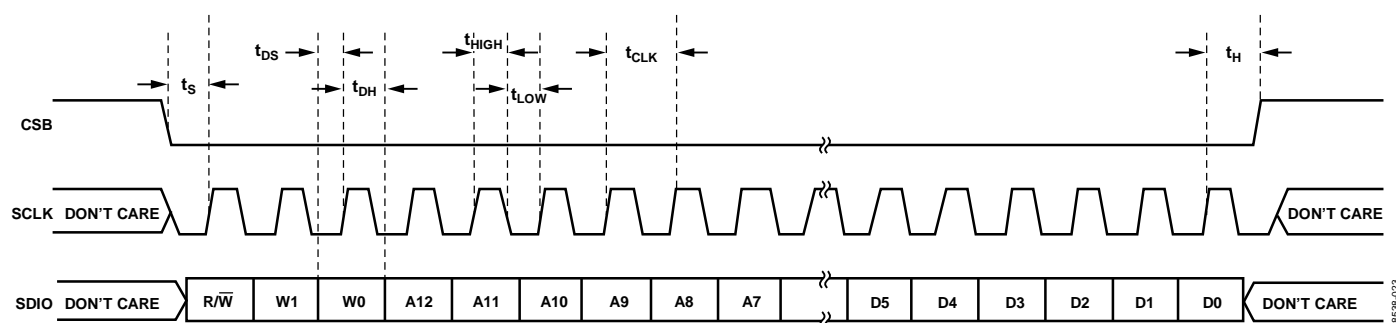 tDS
tHIGH
tCLK
tH
tS
tDH
tLOW
CSB
SCLK DON'T CARE
DON'T CARE
SDIO DON'T CARE R/W̅ W1 W0 A12 A11 A10 A9 A8 A7 D5 D4 D3 D2 D1 D0 DON'T CARE